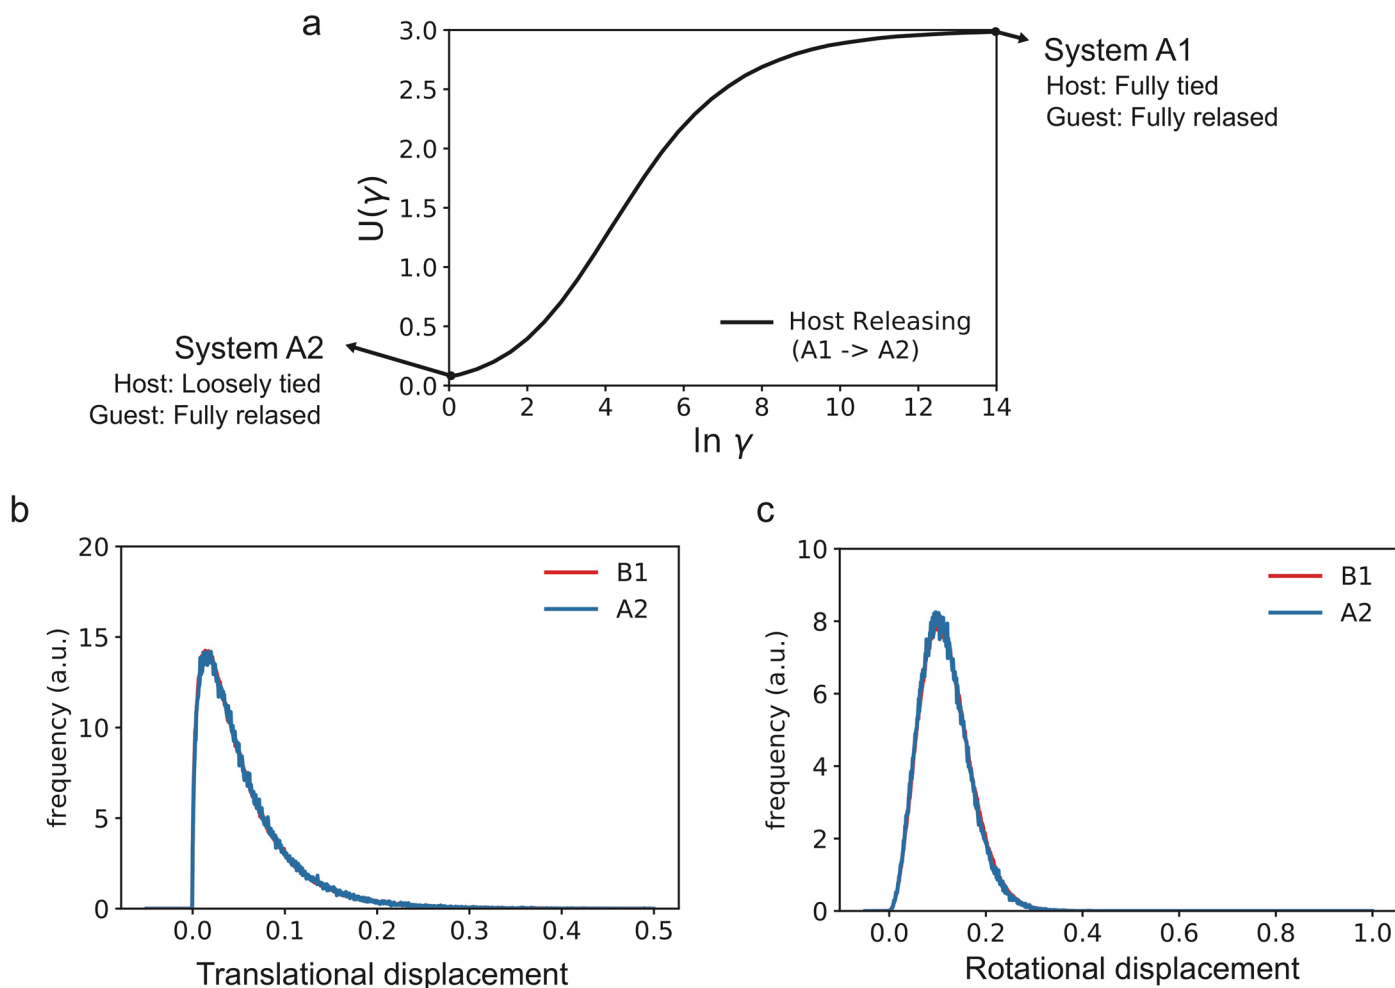 a
3.0
2.5
2.0
1.5
1.0
0.5
0.0
U(γ)
0 2 4 6 8 10 12 14
ln γ
Host Releasing
(A1 -> A2)
System A1
Host: Fully tied
Guest: Fully relased
System A2
Host: Loosely tied
Guest: Fully relased
b
20
15
10
5
0
frequency (a.u.)
B1
A2
0.0 0.1 0.2 0.3 0.4 0.5
Translational displacement
c
10
8
6
4
2
0
frequency (a.u.)
B1
A2
0.0 0.2 0.4 0.6 0.8 1.0
Rotational displacement